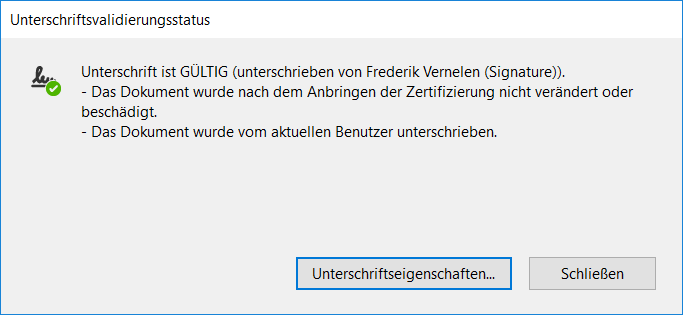 Unterschriftsvalidierungsstatus
Unterschrift ist GÜLTIG (unterschrieben von Frederik Vernelen (Signature)).
- Das Dokument wurde nach dem Anbringen der Zertifizierung nicht verändert oder
beschädigt.
- Das Dokument wurde vom aktuellen Benutzer unterschrieben.
Unterschriftseigenschaften...
Schließen